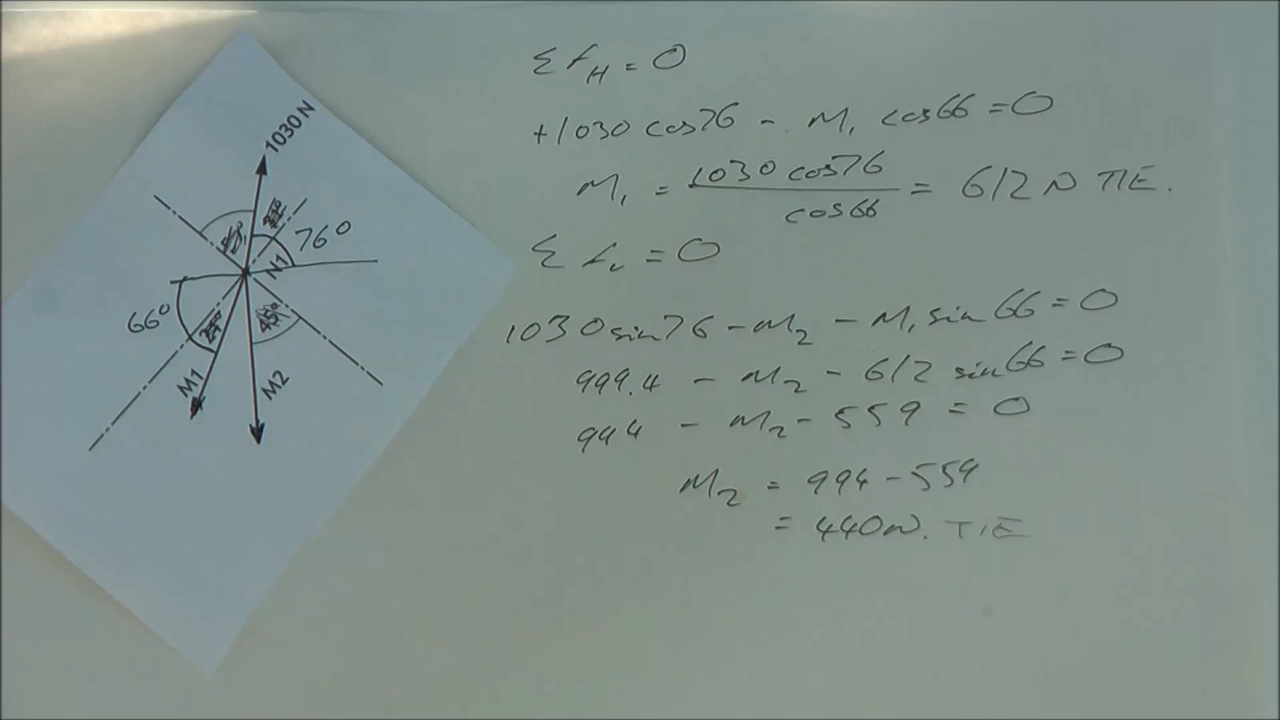 1030 N
76°
N1
66°
45°
M1
M2
ΣFH = 0
+1030 cos76 - M1 cos66 = 0
M1 = 1030 cos76 / cos66 = 612 N TIE.
ΣFv = 0
1030 sin76 - M2 - M1 sin66 = 0
999.4 - M2 - 612 sin66 = 0
994 - M2 - 559 = 0
M2 = 994 - 559
= 440N. TIE